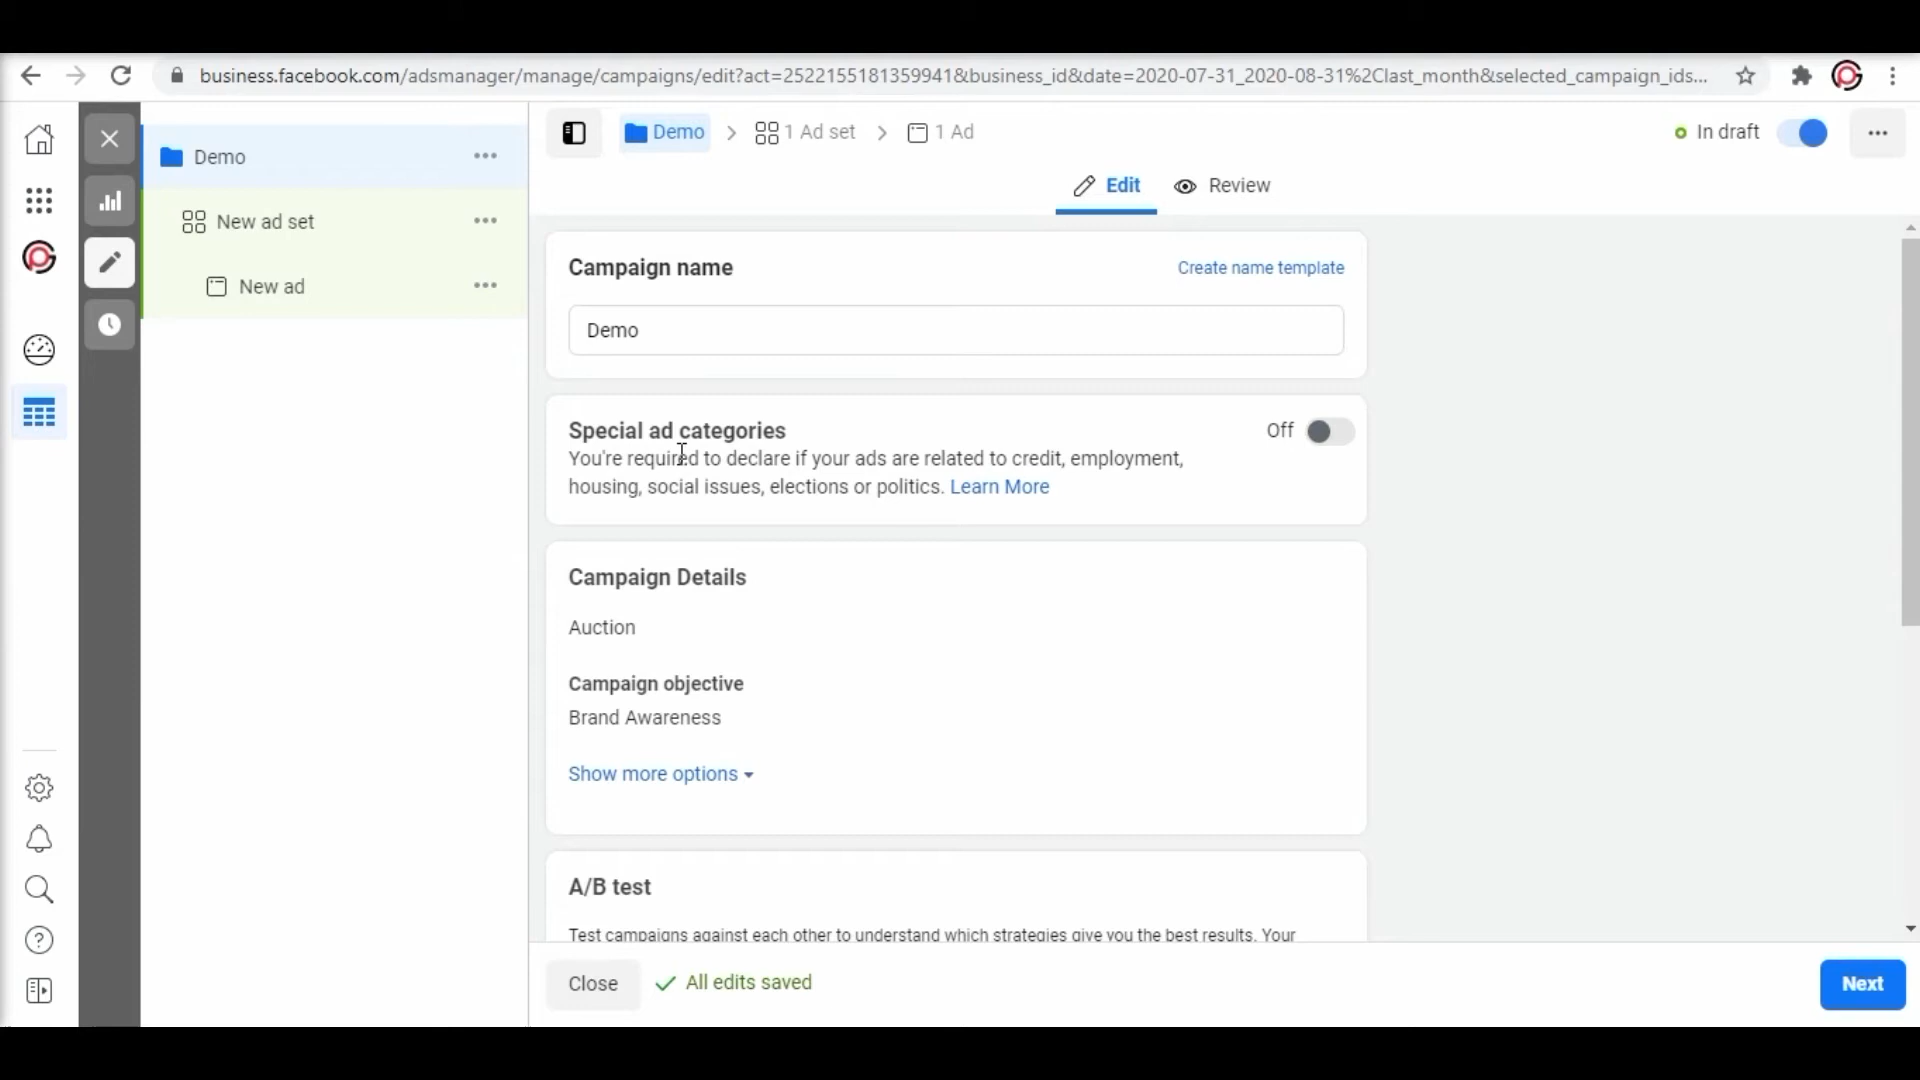 business.facebook.com/adsmanager/manage/campaigns/edit?act=2522155181359941&business_id&date=2020-07-31_2020-08-31%2Clast_month&selected_campaign_ids...
Demo
New ad set
New ad
Demo
1 Ad set
1 Ad
In draft
Edit
Review
Campaign name
Create name template
Demo
Special ad categories
Off
You're required to declare if your ads are related to credit, employment,
housing, social issues, elections or politics. Learn More
Campaign Details
Auction
Campaign objective
Brand Awareness
Show more options
A/B test
Test campaigns against each other to understand which strategies give you the best results. Your
Close
All edits saved
Next